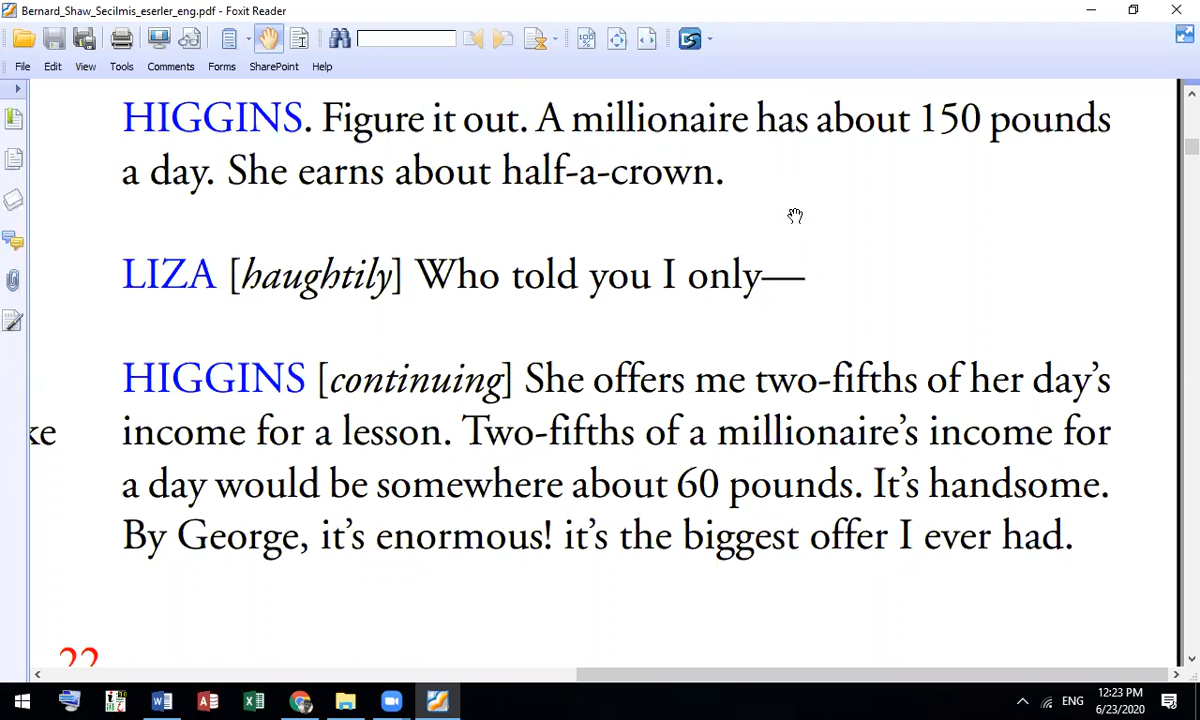 Bernard_Shaw_Secilmis_eserler_eng.pdf - Foxit Reader
File Edit View Tools Comments Forms SharePoint Help
HIGGINS. Figure it out. A millionaire has about 150 pounds
a day. She earns about half-a-crown.
LIZA [haughtily] Who told you I only—
HIGGINS [continuing] She offers me two-fifths of her day’s
ke
income for a lesson. Two-fifths of a millionaire’s income for
a day would be somewhere about 60 pounds. It’s handsome.
By George, it’s enormous! it’s the biggest offer I ever had.
22
ENG
12:23 PM
6/23/2020